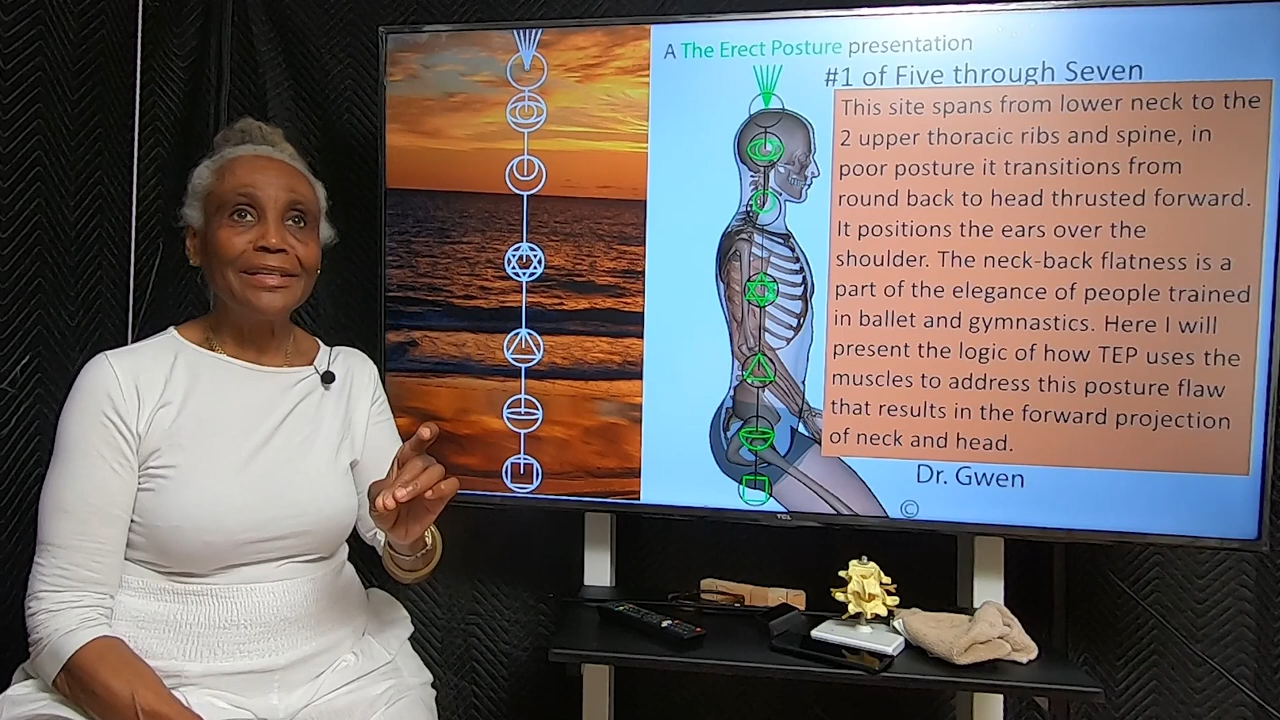 A The Erect Posture presentation
#1 of Five through Seven
This site spans from lower neck to the
2 upper thoracic ribs and spine, in
poor posture it transitions from
round back to head thrusted forward.
It positions the ears over the
shoulder. The neck-back flatness is a
part of the elegance of people trained
in ballet and gymnastics. Here I will
present the logic of how TEP uses the
muscles to address this posture flaw
that results in the forward projection
of neck and head.
Dr. Gwen
©
TCL